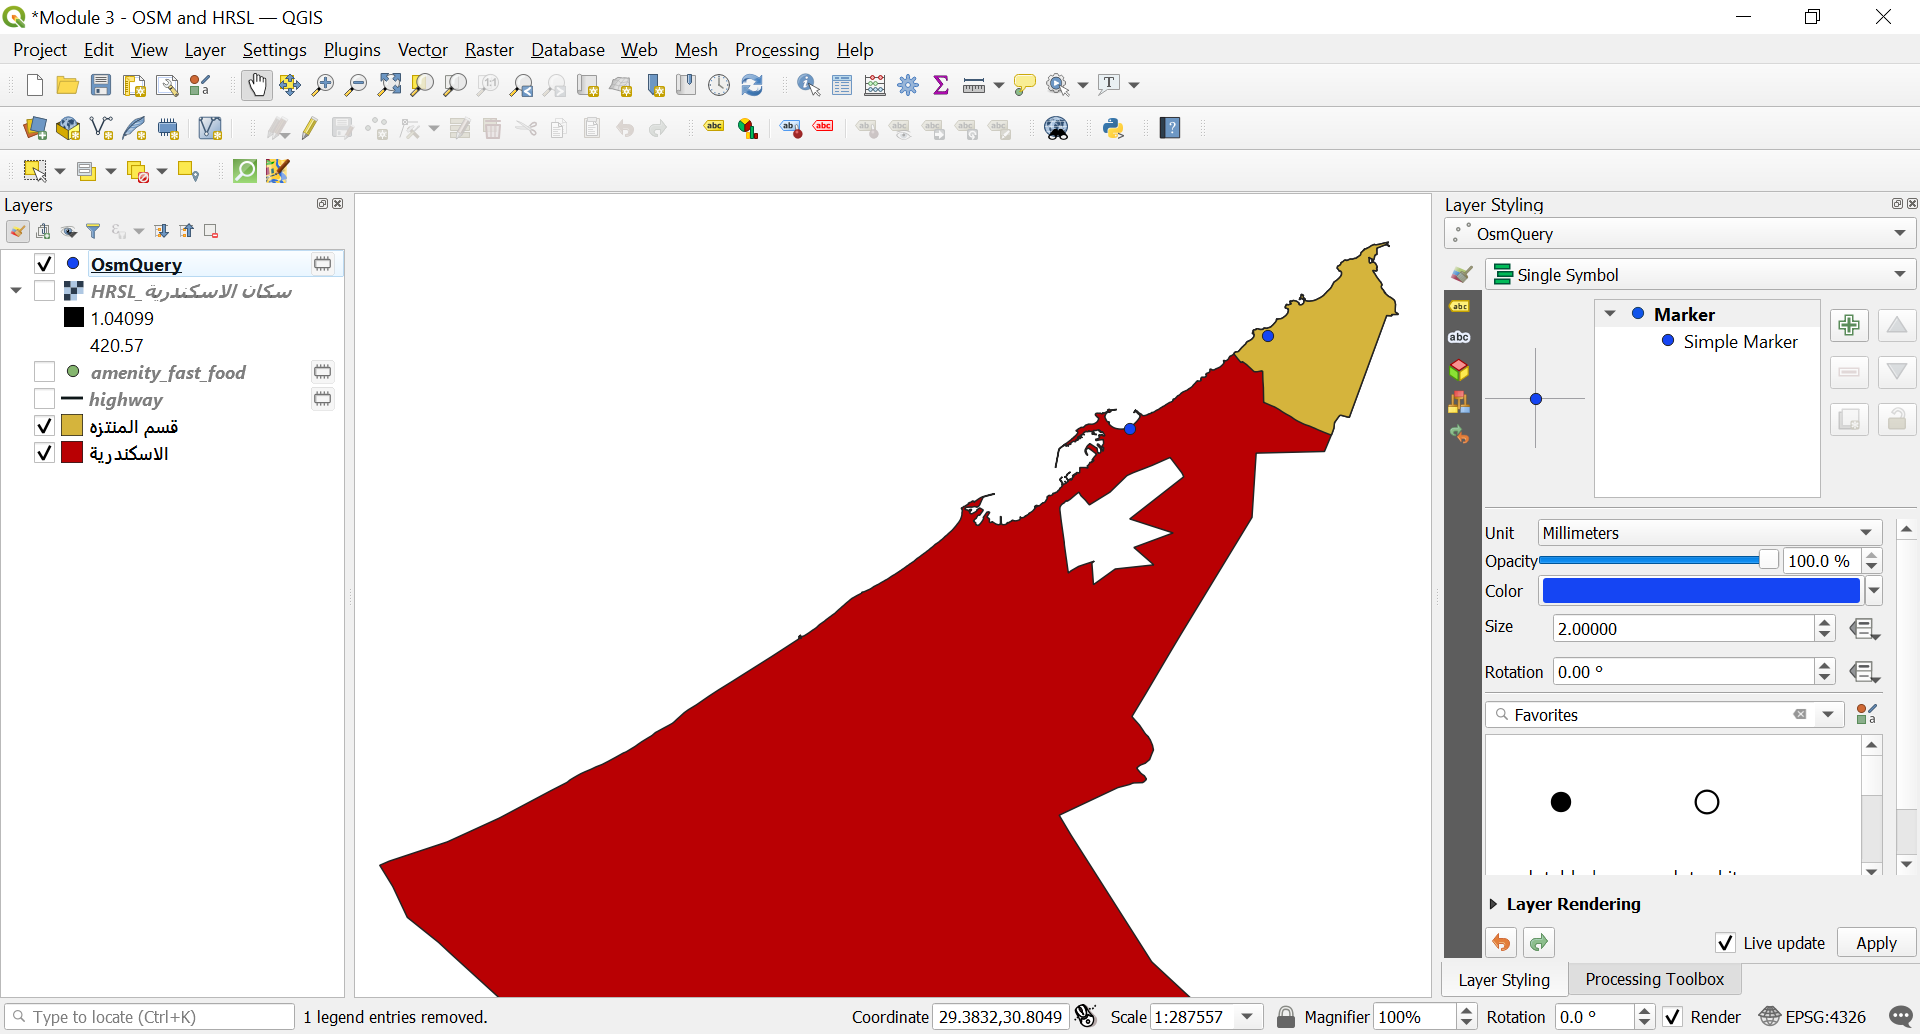 *Module 3 - OSM and HRSL — QGIS
Project Edit View Layer Settings Plugins Vector Raster Database Web Mesh Processing Help
Layers
OsmQuery
HRSL_سكان الاسكندرية
1.04099
420.57
amenity_fast_food
highway
قسم المنتزه
الاسكندرية
Layer Styling
OsmQuery
Single Symbol
Marker
Simple Marker
Unit Millimeters
Opacity 100.0 %
Color
Size 2.00000
Rotation 0.00 °
Favorites
Layer Rendering
Live update Apply
Layer Styling Processing Toolbox
Type to locate (Ctrl+K) 1 legend entries removed. Coordinate 29.3832,30.8049 Scale 1:287557 Magnifier 100% Rotation 0.0 ° Render EPSG:4326